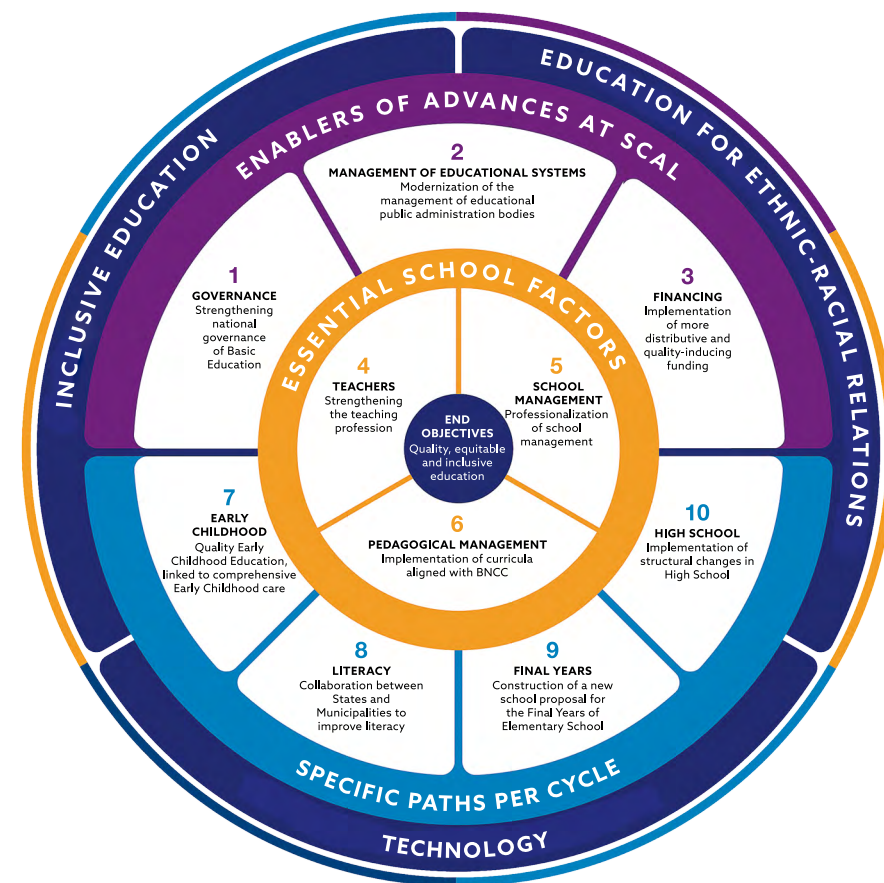 INCLUSIVE EDUCATION
EDUCATION FOR ETHNIC-RACIAL RELATIONS
ENABLERS OF ADVANCES AT SCAL
2
MANAGEMENT OF EDUCATIONAL SYSTEMS
Modernization of the
management of educational
public administration bodies
1
GOVERNANCE
Strengthening
national
governance
of Basic
Education
3
FINANCING
Implementation
of more
distributive and
quality-inducing
funding
ESSENTIAL SCHOOL FACTORS
4
TEACHERS
Strengthening
the teaching
profession
5
SCHOOL
MANAGEMENT
Professionalization
of school
management
END
OBJECTIVES
Quality, equitable
and inclusive
education
6
PEDAGOGICAL MANAGEMENT
Implementation of curricula
aligned with BNCC
7
EARLY
CHILDHOOD
Quality Early
Childhood Education,
linked to comprehensive
Early Childhood care
10
HIGH SCHOOL
Implementation of
structural changes in
High School
8
LITERACY
Collaboration between
States and
Municipalities to
improve literacy
9
FINAL YEARS
Construction of a new
school proposal for
the Final Years of
Elementary School
SPECIFIC PATHS PER CYCLE
TECHNOLOGY